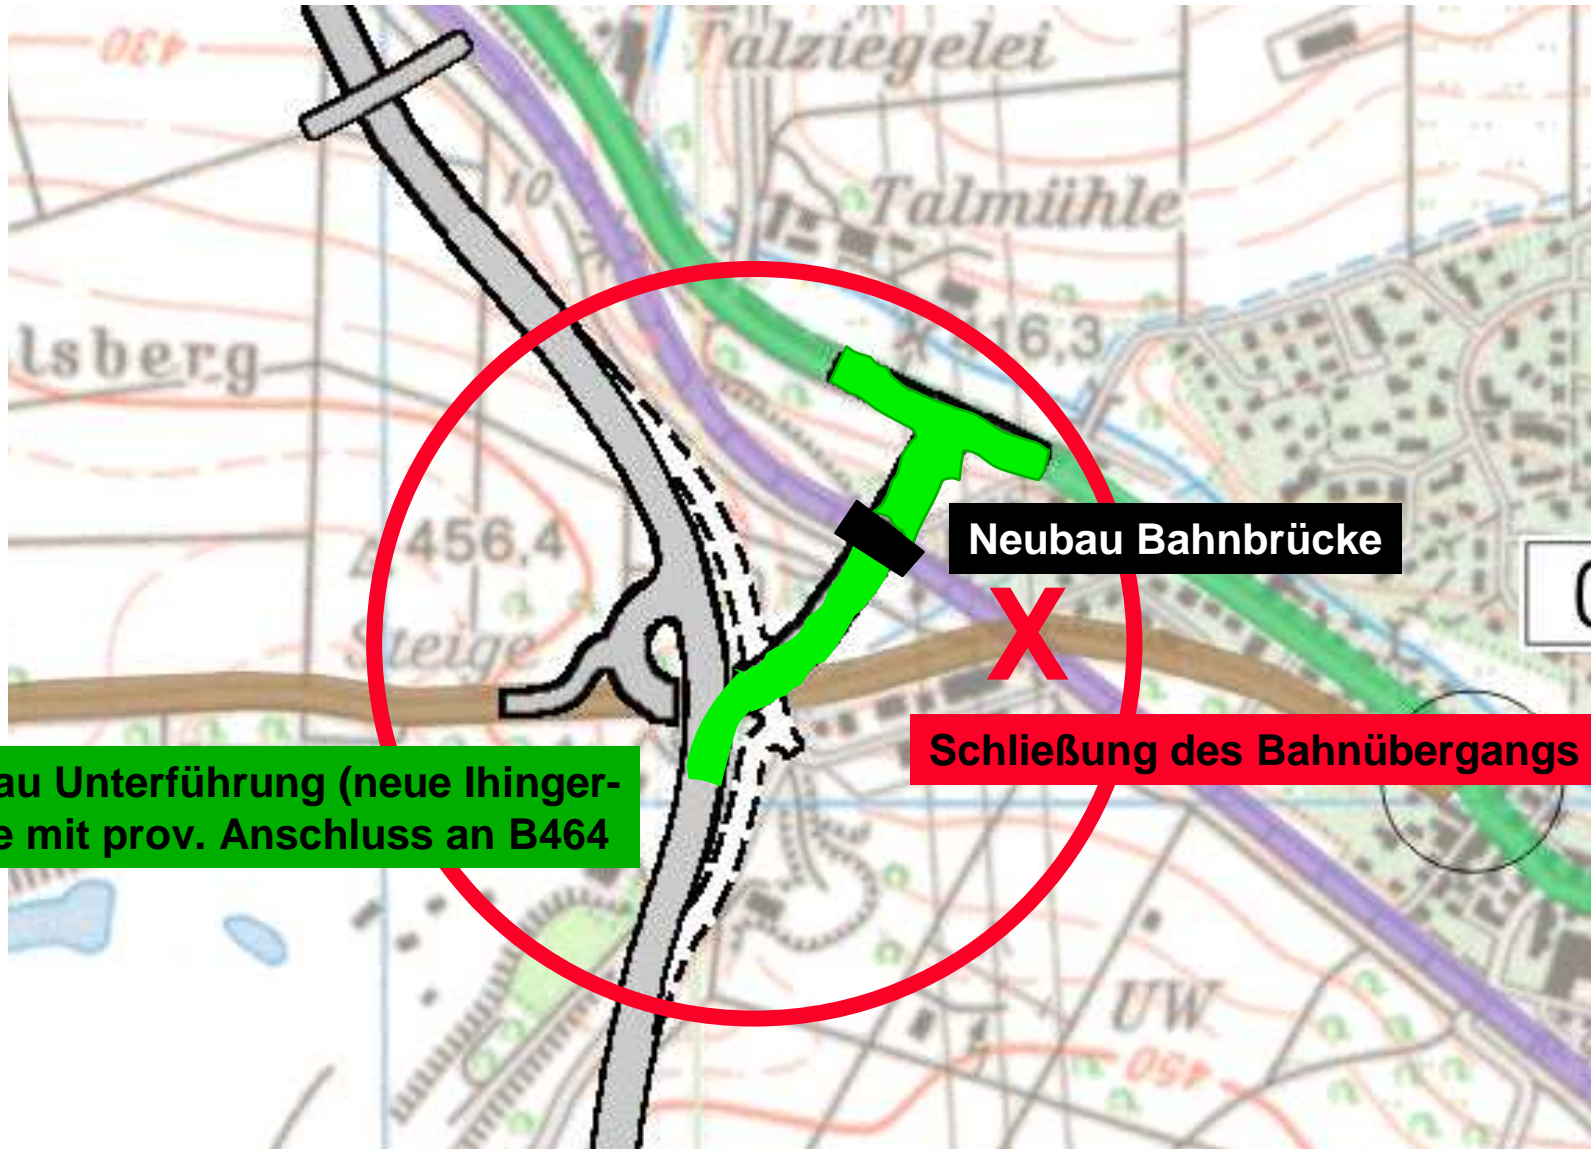 430
Talziegelei
10
Talmühle
lsberg
16,3
456,4
Neubau Bahnbrücke
Steige
X
Schließung des Bahnübergangs
au Unterführung (neue Ihinger-
e mit prov. Anschluss an B464
UW
450